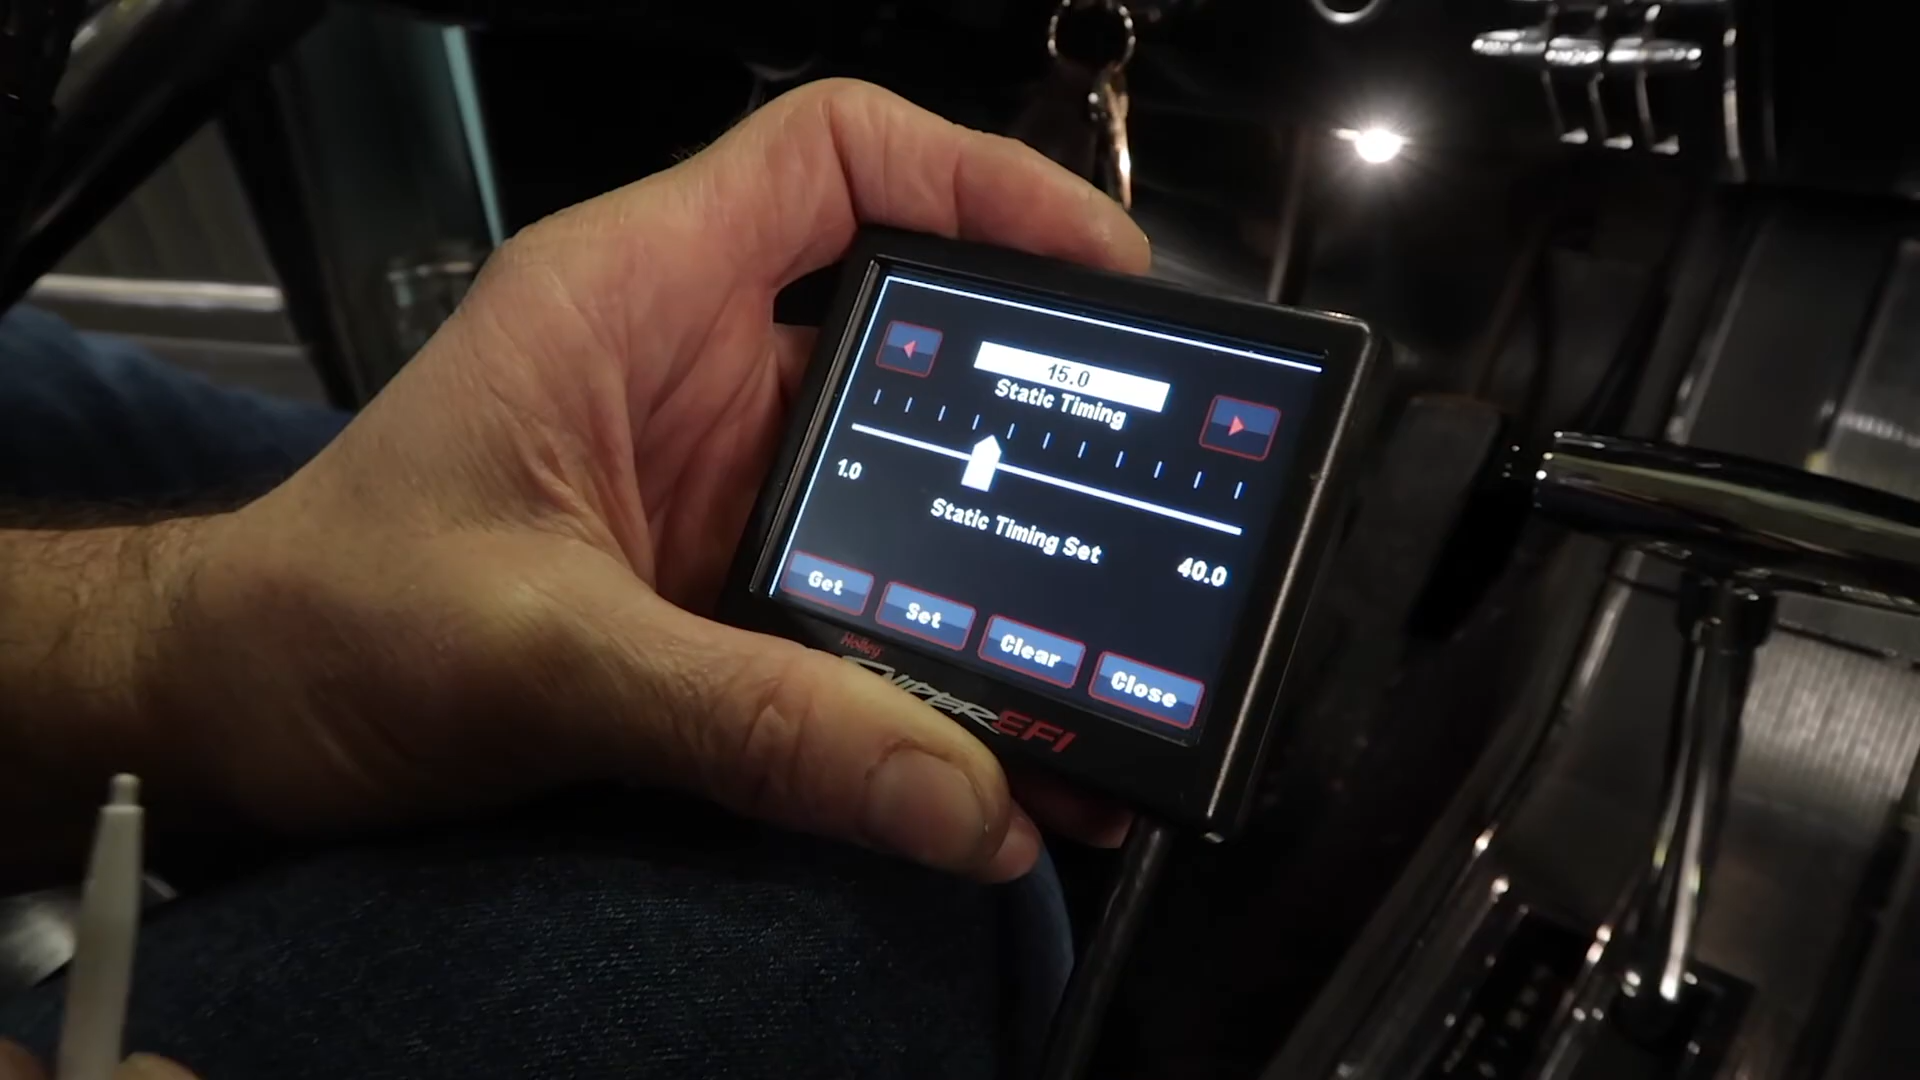 15.0
Static Timing
1.0
40.0
Static Timing Set
Get
Set
Clear
Close
Holley
SNIPER EFI